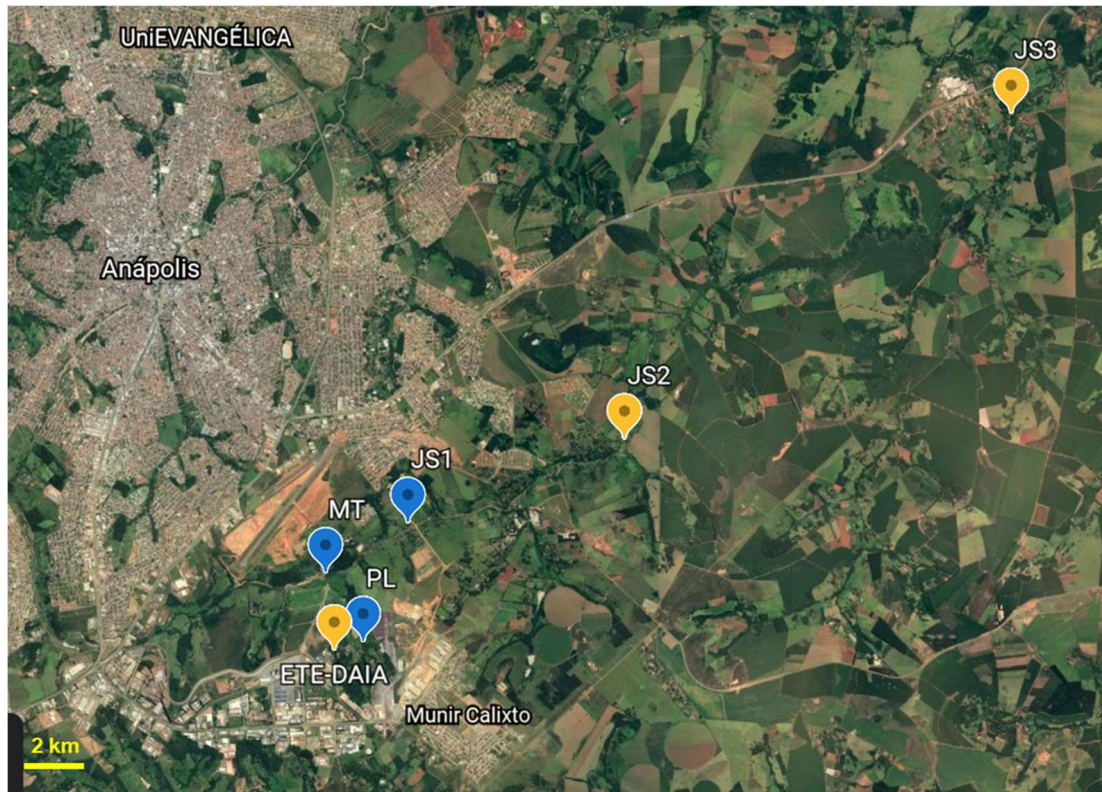 UniEVANGÉLICA
JS3
Anápolis
JS2
JS1
MT
PL
ETE-DAIA
Munir Calixto
2 km